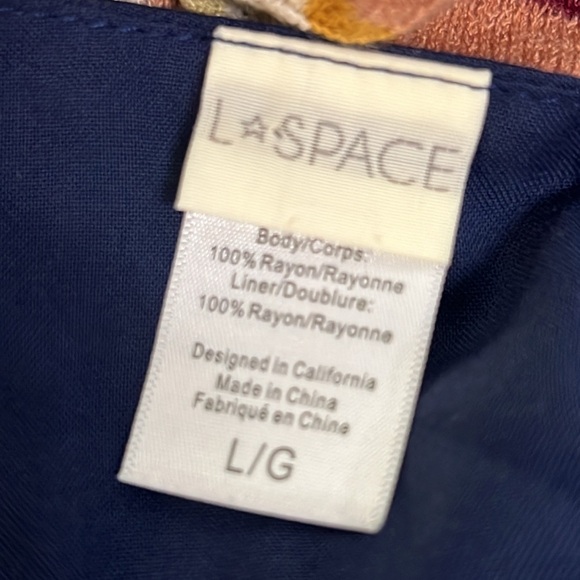 L☆SPACE
Body/Corps:
100% Rayon/Rayonne
Liner/Doublure:
100% Rayon/Rayonne
Designed in California
Made in China
Fabriqué en Chine
L/G